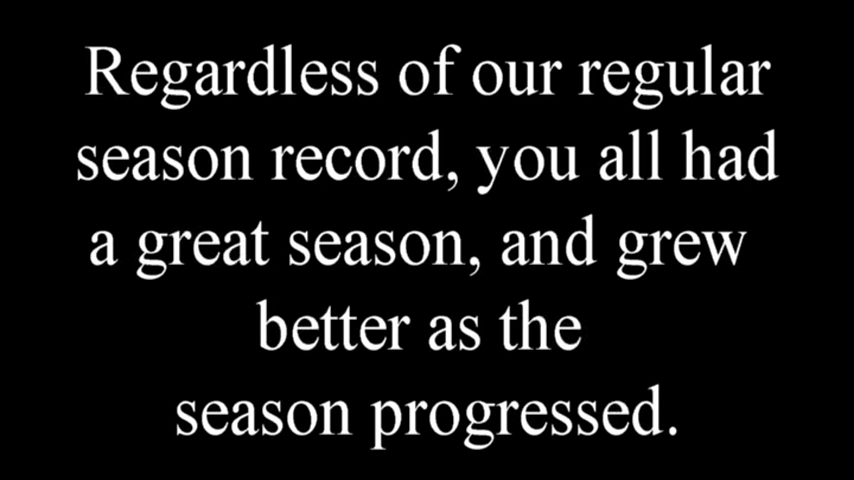 Regardless of our regular
season record, you all had
a great season, and grew
better as the
season progressed.